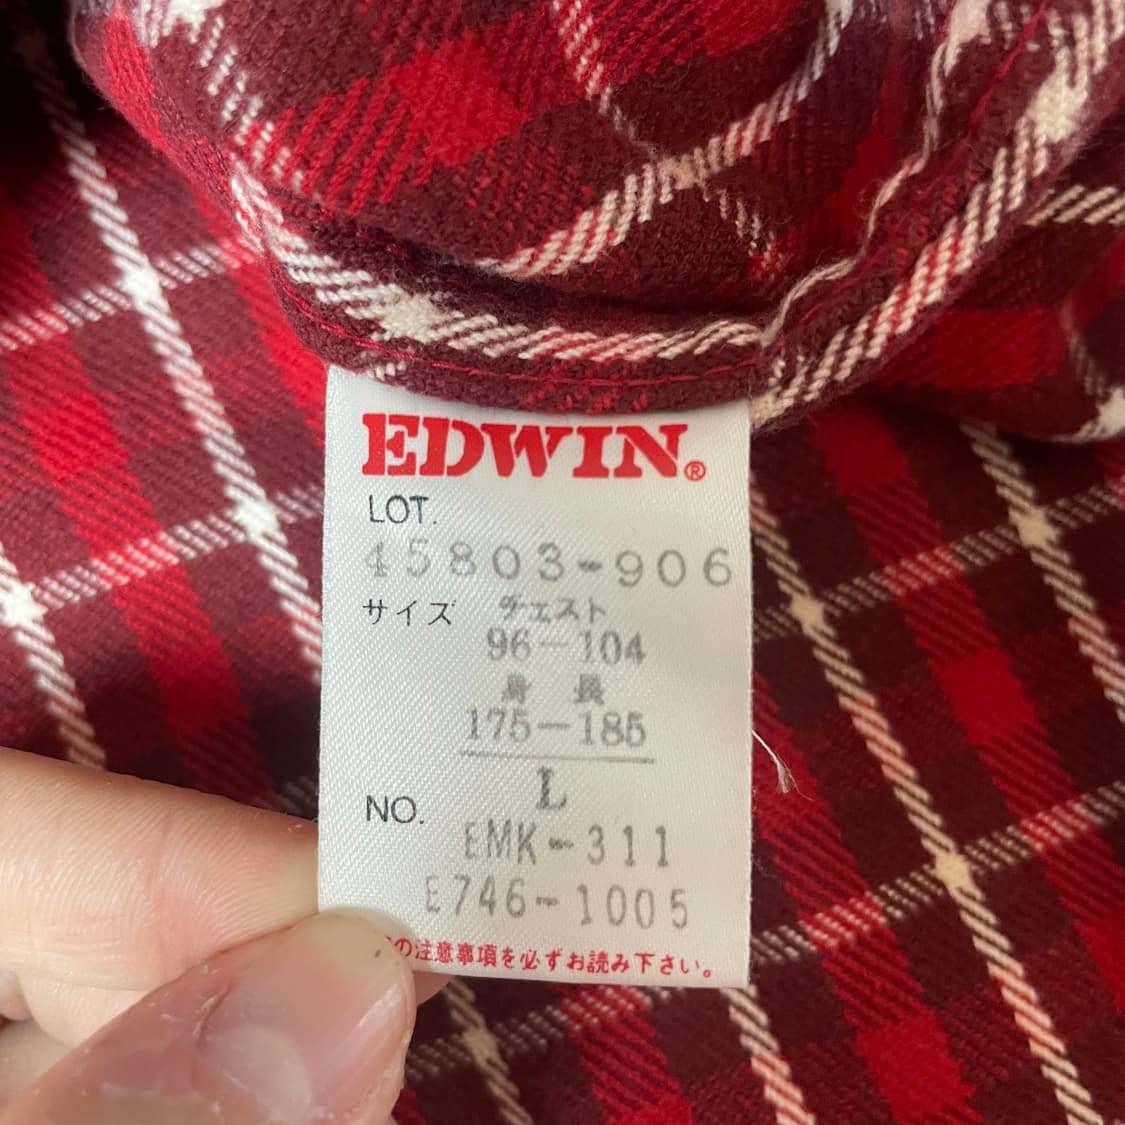 EDWIN®
LOT.
45803-906
サイズ チェスト
96-104
身 長
175-185
L
NO.
EMK-311
E746-1005
の注意事項を必ずお読み下さい。